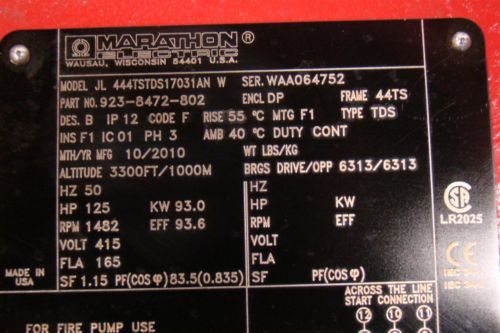 MARATHON ®
ELECTRIC
WAUSAU, WISCONSIN 54401 U.S.A.
MODEL JL 444TSTDS17031AN W SER. WAA064752
PART NO. 923-8472-802 ENCL DP FRAME 44TS
DES. B IP 12 CODE F RISE 55 °C MTG F1 TYPE TDS
INS F1 IC 01 PH 3 AMB 40 °C DUTY CONT
MTH/YR MFG 10/2010 WT LBS/KG
ALTITUDE 3300FT/1000M BRGS DRIVE/OPP 6313/6313
HZ 50 HZ
HP 125 KW 93.0 HP KW
RPM 1482 EFF 93.6 RPM EFF
VOLT 415 VOLT
FLA 165 FLA
SF 1.15 PF(COS φ) 83.5(0.835) SF PF(COS φ)
MADE IN
USA
LR2025
CE
ACROSS THE LINE
START CONNECTION
12 10 11
FOR FIRE PUMP USE